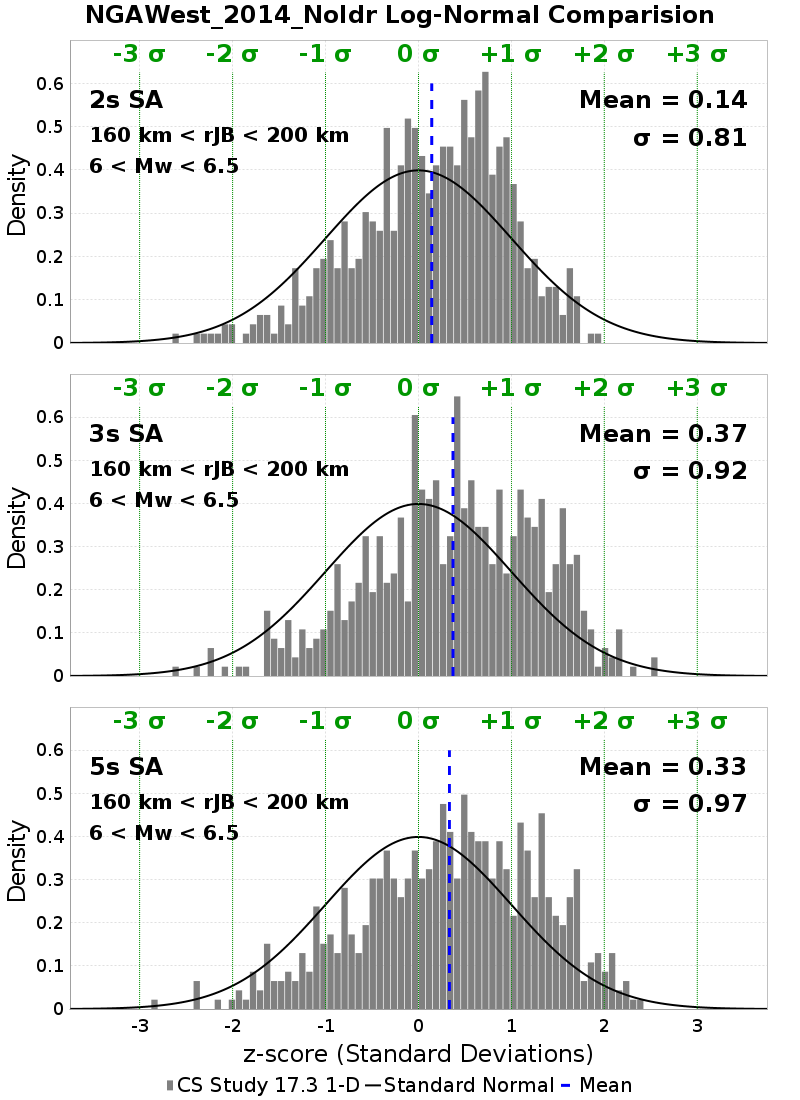 NGAWest_2014_NoIdr Log-Normal Comparision
-3 σ -2 σ -1 σ 0 σ +1 σ +2 σ +3 σ
2s SA Mean = 0.14
160 km < rJB < 200 km σ = 0.81
6 < Mw < 6.5
Density
0.6
0.5
0.4
0.3
0.2
0.1
0
-3 σ -2 σ -1 σ 0 σ +1 σ +2 σ +3 σ
3s SA Mean = 0.37
160 km < rJB < 200 km σ = 0.92
6 < Mw < 6.5
Density
0.6
0.5
0.4
0.3
0.2
0.1
0
-3 σ -2 σ -1 σ 0 σ +1 σ +2 σ +3 σ
5s SA Mean = 0.33
160 km < rJB < 200 km σ = 0.97
6 < Mw < 6.5
Density
0.6
0.5
0.4
0.3
0.2
0.1
0
-3 -2 -1 0 1 2 3
z-score (Standard Deviations)
CS Study 17.3 1-D Standard Normal Mean